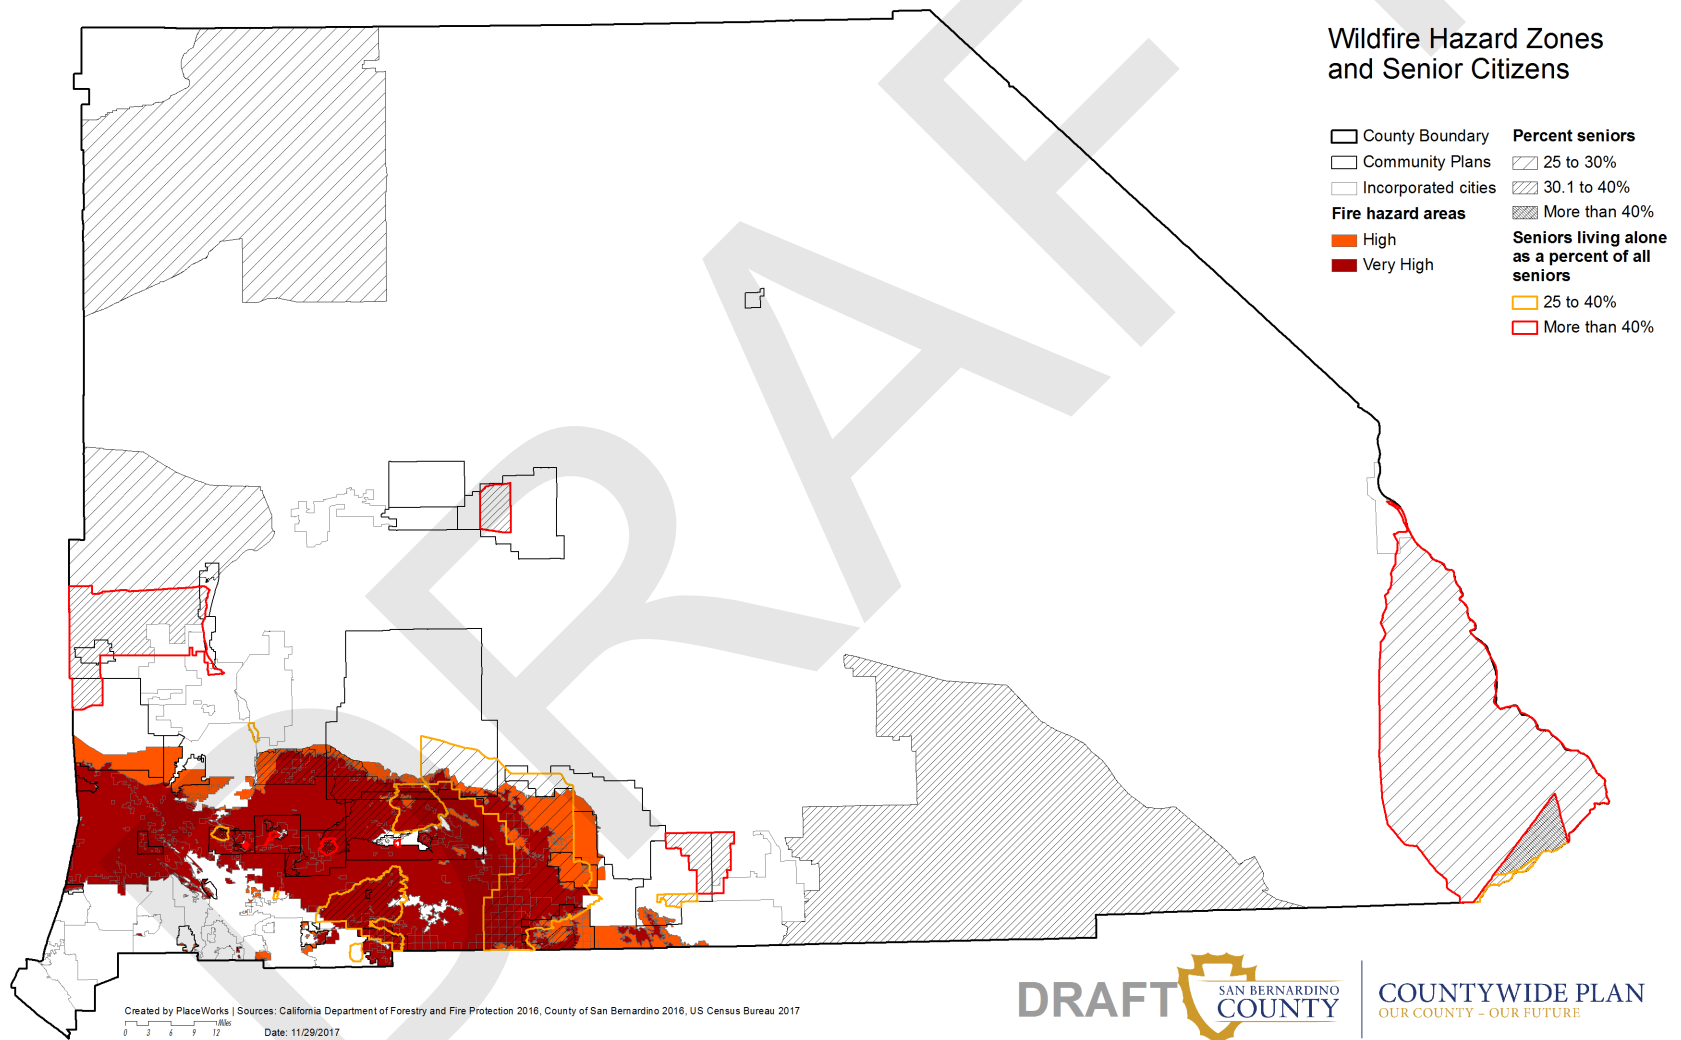 Wildfire Hazard Zones
and Senior Citizens
County Boundary
Community Plans
Incorporated cities
Fire hazard areas
High
Very High
Percent seniors
25 to 30%
30.1 to 40%
More than 40%
Seniors living alone
as a percent of all
seniors
25 to 40%
More than 40%
DRAF
Created by PlaceWorks | Sources: California Department of Forestry and Fire Protection 2016, County of San Bernardino 2016, US Census Bureau 2017
Miles
0 3 6 9 12
Date: 11/29/2017
DRAFT
SAN BERNARDINO
COUNTY
COUNTYWIDE PLAN
OUR COUNTY – OUR FUTURE